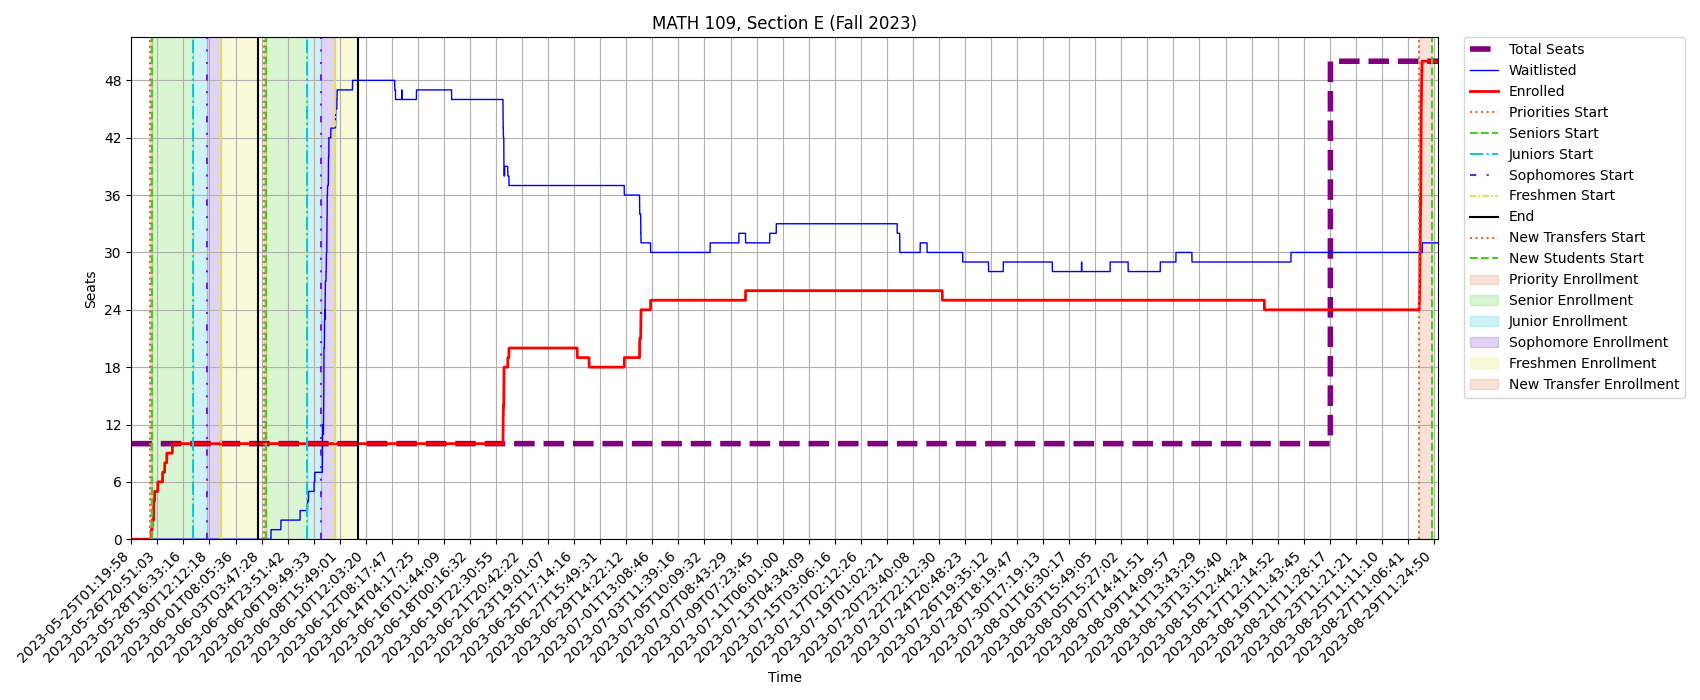 MATH 109, Section E (Fall 2023)
Seats
48
42
36
30
24
18
12
6
0
2023-05-25T01:19:58
2023-05-26T20:51:03
2023-05-28T16:33:16
2023-05-30T12:12:18
2023-06-01T08:05:36
2023-06-03T03:47:28
2023-06-04T23:51:42
2023-06-06T19:49:33
2023-06-08T15:49:01
2023-06-10T12:03:20
2023-06-12T08:17:47
2023-06-14T04:17:25
2023-06-16T01:44:09
2023-06-18T00:16:32
2023-06-19T22:30:55
2023-06-21T20:42:22
2023-06-23T19:01:07
2023-06-25T17:14:16
2023-06-27T15:49:31
2023-06-29T14:22:12
2023-07-01T13:08:46
2023-07-03T11:39:16
2023-07-05T10:09:32
2023-07-07T08:43:29
2023-07-09T07:23:45
2023-07-11T06:01:00
2023-07-13T04:34:09
2023-07-15T03:06:16
2023-07-17T02:12:26
2023-07-19T01:02:21
2023-07-20T23:40:08
2023-07-22T22:12:30
2023-07-24T20:48:23
2023-07-26T19:35:12
2023-07-28T18:19:47
2023-07-30T17:19:13
2023-08-01T16:30:17
2023-08-03T15:49:05
2023-08-05T15:27:02
2023-08-07T14:41:51
2023-08-09T14:09:57
2023-08-11T13:43:29
2023-08-13T13:15:40
2023-08-15T12:44:24
2023-08-17T12:14:52
2023-08-19T11:43:45
2023-08-21T11:28:17
2023-08-23T11:21:21
2023-08-25T11:11:10
2023-08-27T11:06:41
2023-08-29T11:24:50
Time
Total Seats
Waitlisted
Enrolled
Priorities Start
Seniors Start
Juniors Start
Sophomores Start
Freshmen Start
End
New Transfers Start
New Students Start
Priority Enrollment
Senior Enrollment
Junior Enrollment
Sophomore Enrollment
Freshmen Enrollment
New Transfer Enrollment